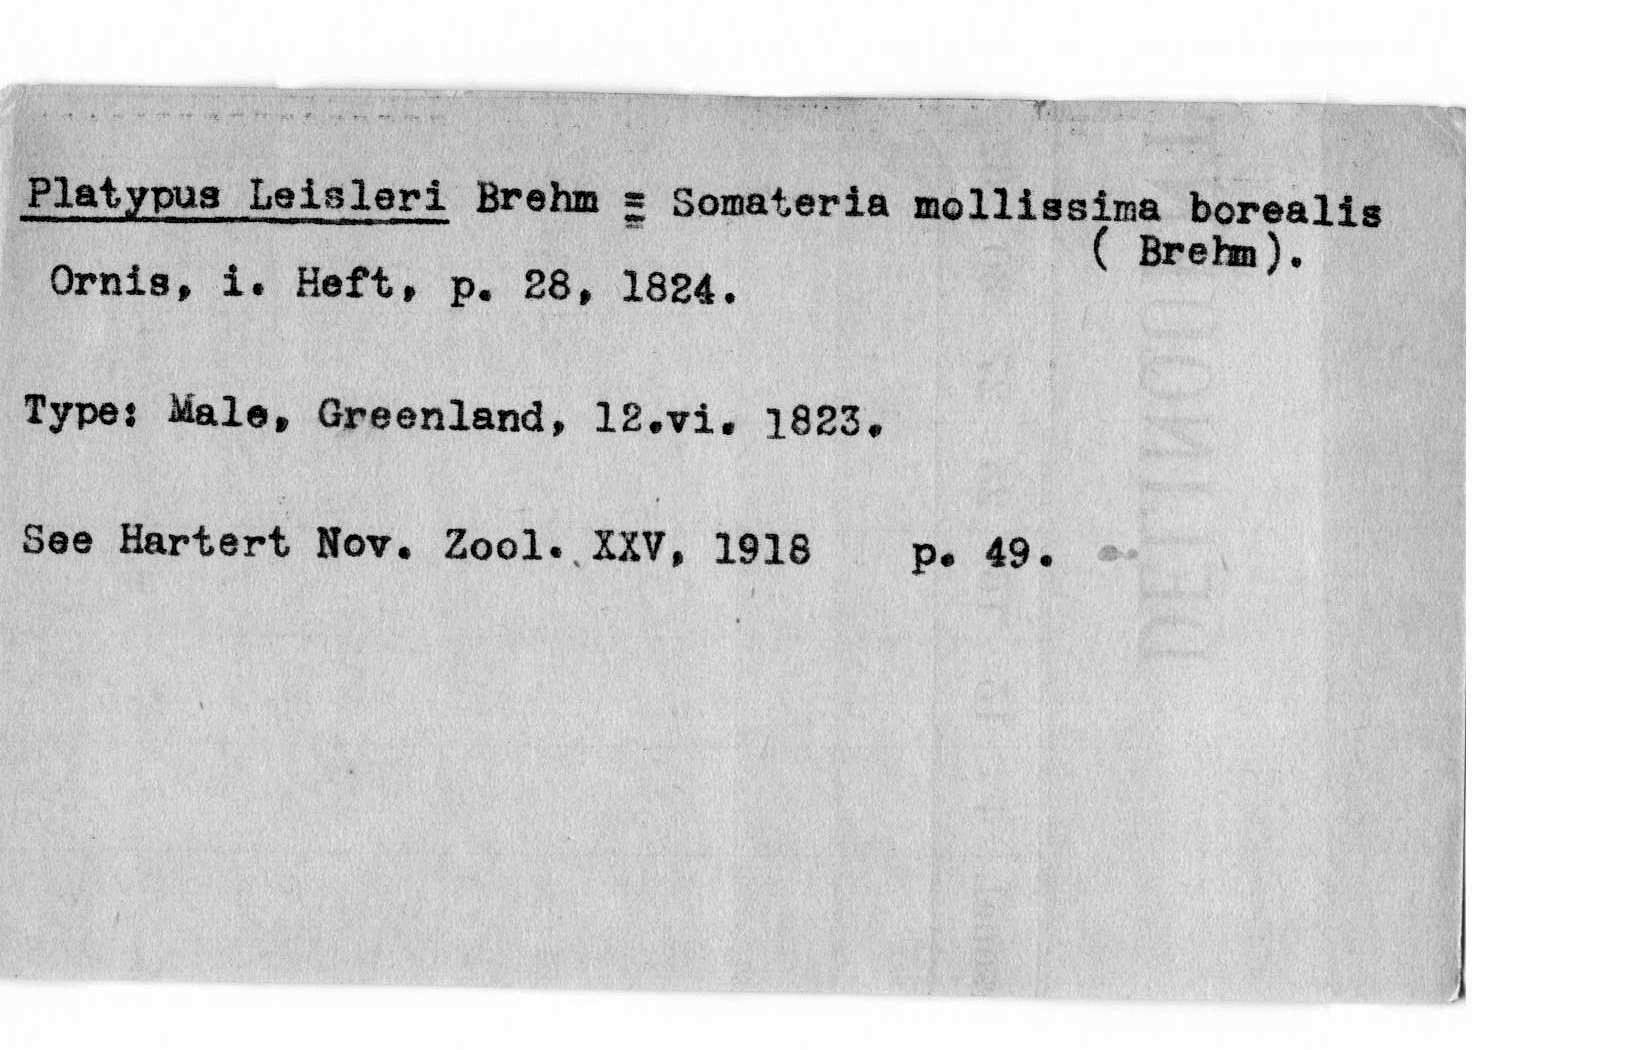 Platypus Leisleri Brehm = Somateria mollissima borealis
( Brehm).
Ornis, i. Heft, p. 28, 1824.
Type: Male, Greenland, 12.vi. 1823.
See Hartert Nov. Zool. XXV, 1918 p. 49.